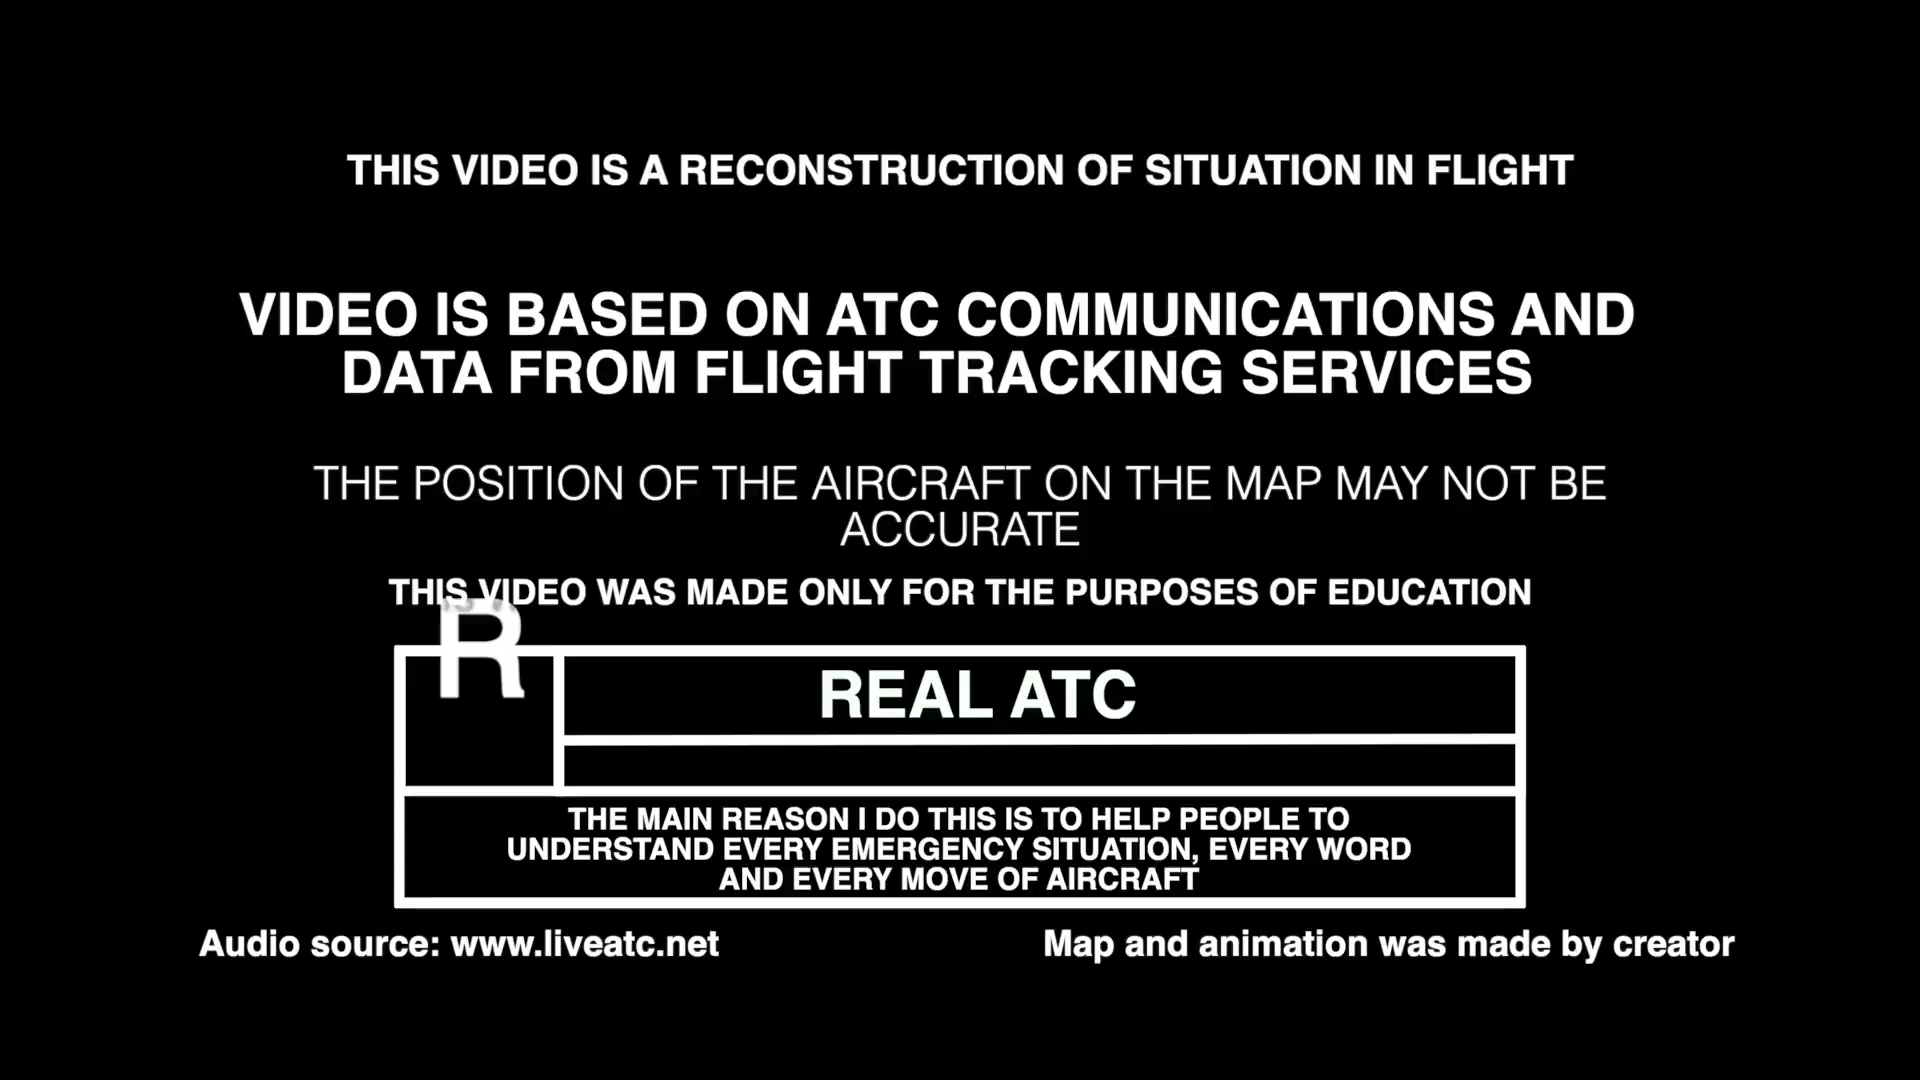 THIS VIDEO IS A RECONSTRUCTION OF SITUATION IN FLIGHT
VIDEO IS BASED ON ATC COMMUNICATIONS AND
DATA FROM FLIGHT TRACKING SERVICES
THE POSITION OF THE AIRCRAFT ON THE MAP MAY NOT BE
ACCURATE
THIS VIDEO WAS MADE ONLY FOR THE PURPOSES OF EDUCATION
R
REAL ATC
THE MAIN REASON I DO THIS IS TO HELP PEOPLE TO
UNDERSTAND EVERY EMERGENCY SITUATION, EVERY WORD
AND EVERY MOVE OF AIRCRAFT
Audio source: www.liveatc.net
Map and animation was made by creator